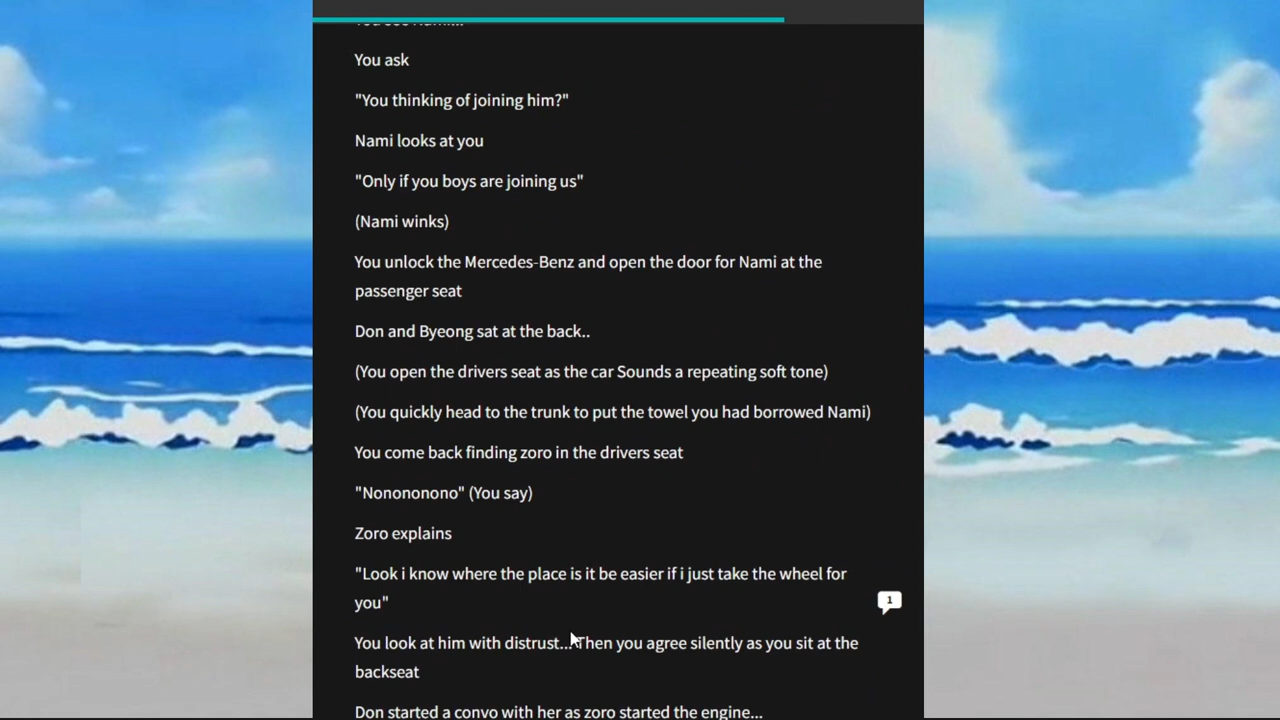 You ask
"You thinking of joining him?"
Nami looks at you
"Only if you boys are joining us"
(Nami winks)
You unlock the Mercedes-Benz and open the door for Nami at the
passenger seat
Don and Byeong sat at the back..
(You open the drivers seat as the car Sounds a repeating soft tone)
(You quickly head to the trunk to put the towel you had borrowed Nami)
You come back finding zoro in the drivers seat
"Nonononono" (You say)
Zoro explains
"Look i know where the place is it be easier if i just take the wheel for
you"
1
You look at him with distrust... Then you agree silently as you sit at the
backseat
Don started a convo with her as zoro started the engine...